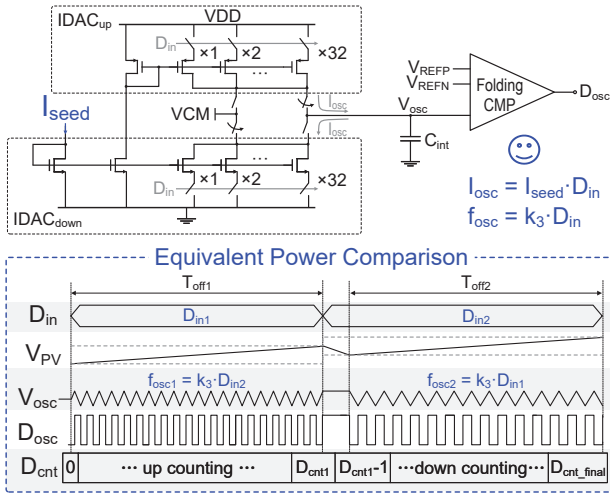 IDACup
VDD
Din
×1
×2
×32
...
Iseed
VCM
Iosc
Iosc
VREFP
VREFN
Vosc
Folding
CMP
Dosc
Cint
Din
×1
×2
×32
...
IDACdown
Iosc = Iseed·Din
fosc = k3·Din
Equivalent Power Comparison
Toff1
Toff2
Din
Din1
Din2
VPV
Vosc
fosc1 = k3·Din2
fosc2 = k3·Din1
Dosc
Dcnt
0
··· up counting ···
Dcnt1
Dcnt1-1
···down counting···
Dcnt_final